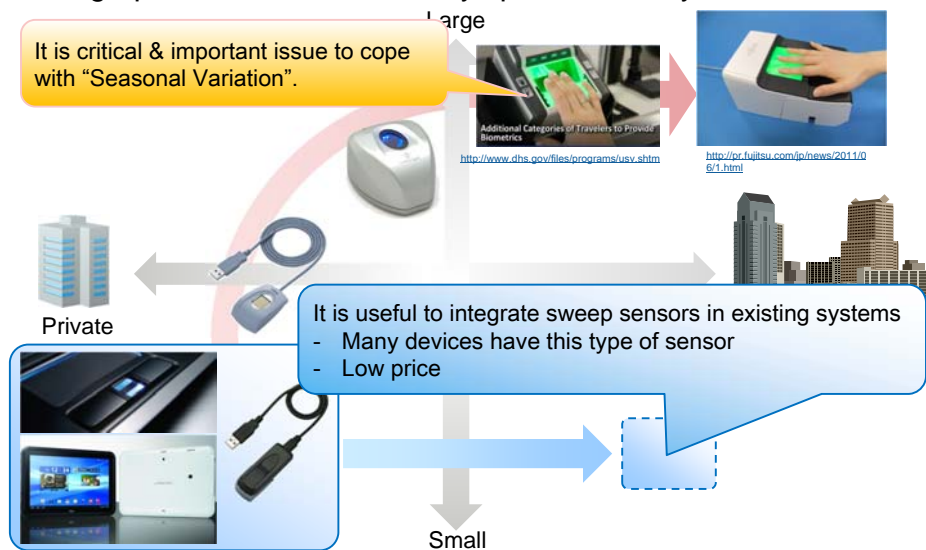 Large
It is critical & important issue to cope
with “Seasonal Variation”.
Additional Categories of Travelers to Provide
Biometrics
http://www.dhs.gov/files/programs/usv.shtm
http://pr.fujitsu.com/jp/news/2011/0
6/1.html
Private
It is useful to integrate sweep sensors in existing systems
- Many devices have this type of sensor
- Low price
Small